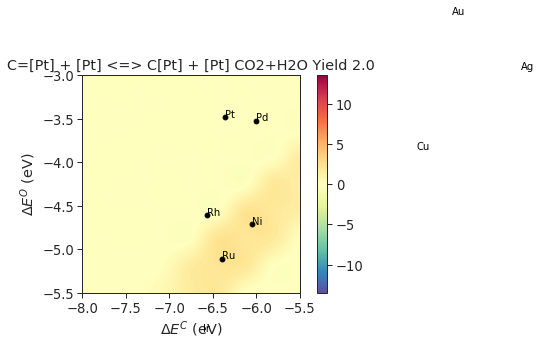 Au
Ag
C=[Pt] + [Pt] <=> C[Pt] + [Pt] CO2+H2O Yield 2.0
−3.0
−3.5
−4.0
−4.5
−5.0
−5.5
ΔE^O (eV)
Pt
Pd
Cu
Rh
Ni
Ru
10
5
0
−5
−10
−8.0 −7.5 −7.0 −6.5 −6.0 −5.5
ΔE^C (eV)
Ir